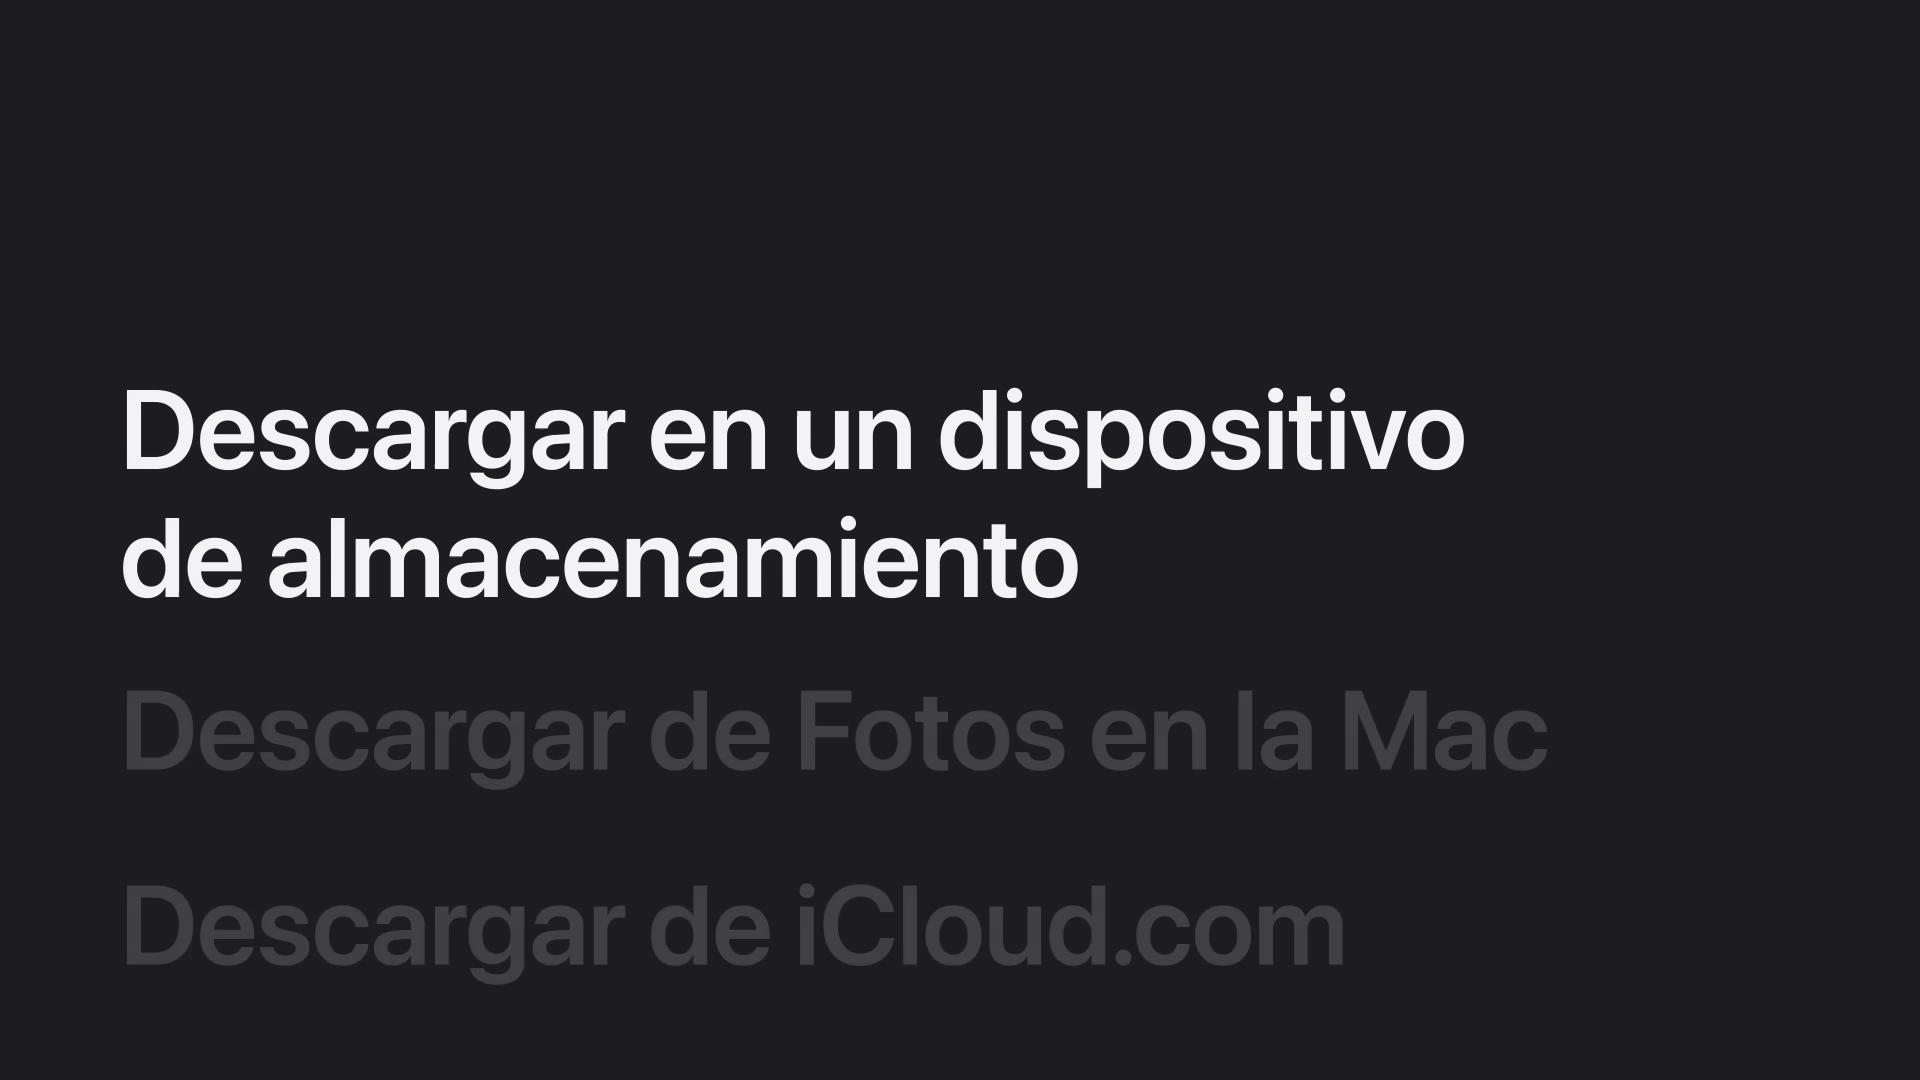 Descargar en un dispositivo
de almacenamiento
Descargar de Fotos en la Mac
Descargar de iCloud.com